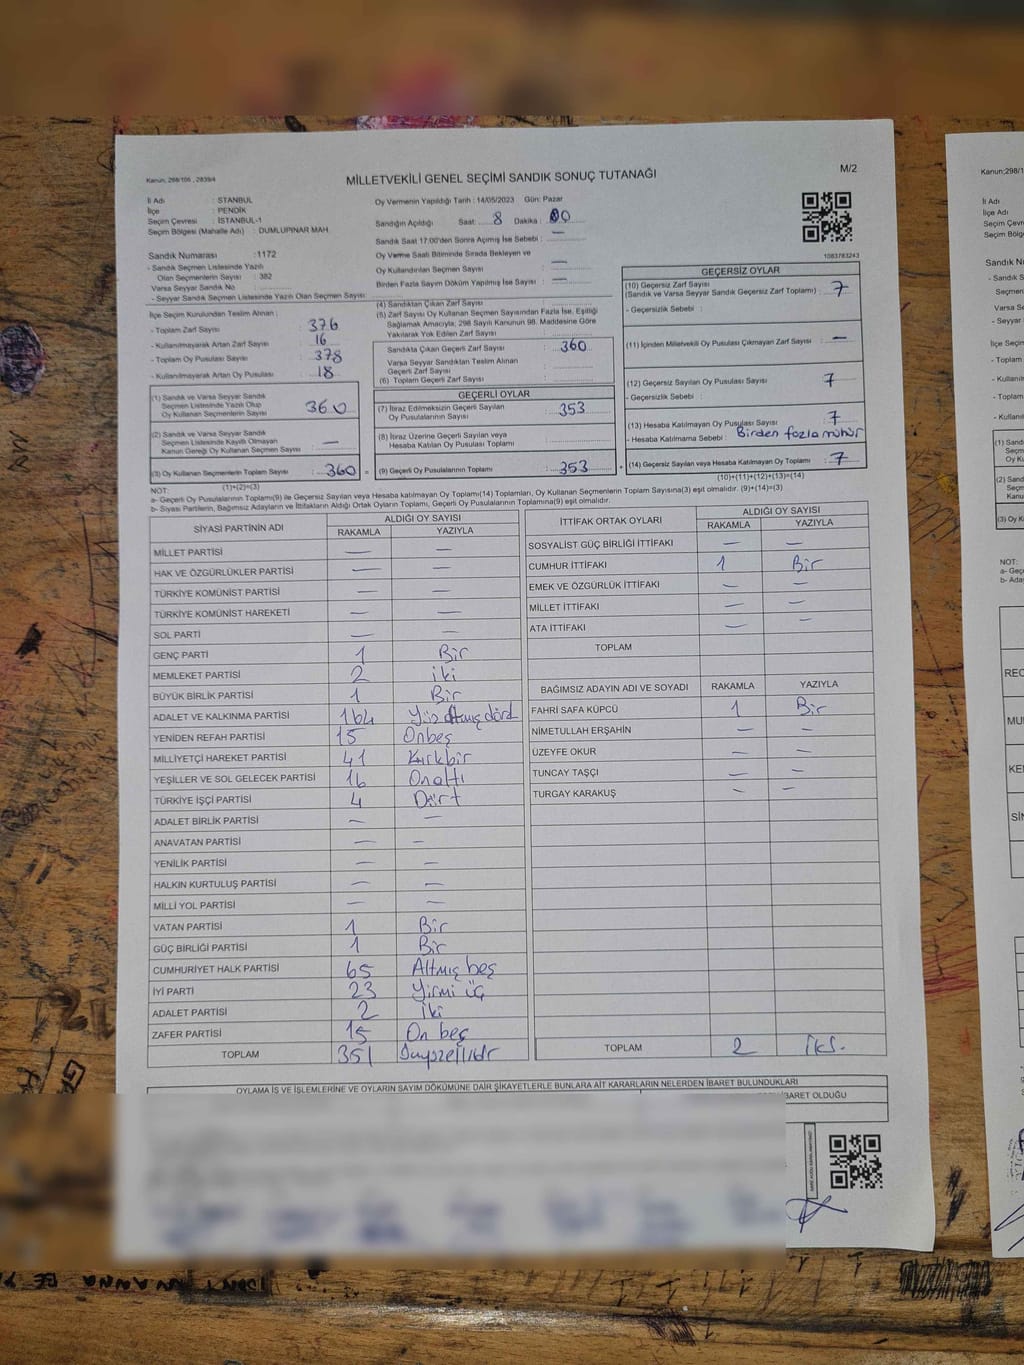 Kanun; 298/105 , 2839/4
MİLLETVEKİLİ GENEL SEÇİMİ SANDIK SONUÇ TUTANAĞI
M/2
İl Adı : İSTANBUL
İlçe : PENDİK
Seçim Çevresi : İSTANBUL-1
Seçim Bölgesi (Mahalle Adı) : DUMLUPINAR MAH.
Oy Vermenin Yapıldığı Tarih : 14/05/2023 Gün: Pazar
Sandığın Açıldığı Saat: 8 Dakika : 00
Sandık Saat 17:00'den Sonra Açılmış İse Sebebi : —
Oy Verme Saati Bitiminde Sırada Bekleyen ve
Oy Kullandırılan Seçmen Sayısı : —
Birden Fazla Sayım Döküm Yapılmış İse Sayısı : —
1083783243
Sandık Numarası :1172
- Sandık Seçmen Listesinde Yazılı
Olan Seçmenlerin Sayısı : 382
Varsa Seyyar Sandık No :
- Seyyar Sandık Seçmen Listesinde Yazılı Olan Seçmen Sayısı:
İlçe Seçim Kurulundan Teslim Alınan :
- Toplam Zarf Sayısı : 376
- Kullanılmayarak Artan Zarf Sayısı : 16
- Toplam Oy Pusulası Sayısı : 378
- Kullanılmayarak Artan Oy Pusulası : 18
(1) Sandık ve Varsa Seyyar Sandık
Seçmen Listesinde Yazılı Olup
Oy Kullanan Seçmenlerin Sayısı 360
(2) Sandık ve Varsa Seyyar Sandık
Seçmen Listesinde Kayıtlı Olmayan
Kanun Gereği Oy Kullanan Seçmen Sayısı —
(3) Oy Kullanan Seçmenlerin Toplam Sayısı : 360 =
(1)+(2)=(3)
(4) Sandıktan Çıkan Zarf Sayısı :
(5) Zarf Sayısı Oy Kullanan Seçmen Sayısından Fazla İse, Eşitliği
Sağlamak Amacıyla; 298 Sayılı Kanunun 98. Maddesine Göre
Yakılarak Yok Edilen Zarf Sayısı :
Sandıkta Çıkan Geçerli Zarf Sayısı : 360
Varsa Seyyar Sandıktan Teslim Alınan
Geçerli Zarf Sayısı :
(6) Toplam Geçerli Zarf Sayısı :
GEÇERLİ OYLAR
(7) İtiraz Edilmeksizin Geçerli Sayılan
Oy Pusulalarının Sayısı : 353
(8) İtiraz Üzerine Geçerli Sayılan veya
Hesaba Katılan Oy Pusulası Toplamı :
(9) Geçerli Oy Pusulalarının Toplamı : 353 +
GEÇERSİZ OYLAR
(10) Geçersiz Zarf Sayısı
(Sandık ve Varsa Seyyar Sandık Geçersiz Zarf Toplamı) : 7
- Geçersizlik Sebebi :
(11) İçinden Milletvekili Oy Pusulası Çıkmayan Zarf Sayısı : —
(12) Geçersiz Sayılan Oy Pusulası Sayısı 7
- Geçersizlik Sebebi :
(13) Hesaba Katılmayan Oy Pusulası Sayısı : 7
- Hesaba Katılmama Sebebi : Birden fazla mühür
(14) Geçersiz Sayılan veya Hesaba Katılmayan Oy Toplamı : 7
(10)+(11)+(12)+(13)=(14)
NOT:
a- Geçerli Oy Pusulalarının Toplamı(9) ile Geçersiz Sayılan veya Hesaba katılmayan Oy Toplamı(14) Toplamları, Oy Kullanan Seçmenlerin Toplam Sayısına(3) eşit olmalıdır. (9)+(14)=(3)
b- Siyasi Partilerin, Bağımsız Adayların ve İttifakların Aldığı Ortak Oyların Toplamı, Geçerli Oy Pusulalarının Toplamına(9) eşit olmalıdır.
SİYASİ PARTİNİN ADI ALDIĞI OY SAYISI
RAKAMLA YAZIYLA
MİLLET PARTİSİ — —
HAK VE ÖZGÜRLÜKLER PARTİSİ — —
TÜRKİYE KOMÜNİST PARTİSİ — —
TÜRKİYE KOMÜNİST HAREKETİ — —
SOL PARTİ — —
GENÇ PARTİ 1 Bir
MEMLEKET PARTİSİ 2 iki
BÜYÜK BİRLİK PARTİSİ 1 Bir
ADALET VE KALKINMA PARTİSİ 164 Yüz Atmış dörd
YENİDEN REFAH PARTİSİ 15 Onbeş
MİLLİYETÇİ HAREKET PARTİSİ 41 Kırkbir
YEŞİLLER VE SOL GELECEK PARTİSİ 16 Onaltı
TÜRKİYE İŞÇİ PARTİSİ 4 Dört
ADALET BİRLİK PARTİSİ — —
ANAVATAN PARTİSİ — —
YENİLİK PARTİSİ — —
HALKIN KURTULUŞ PARTİSİ — —
MİLLİ YOL PARTİSİ — —
VATAN PARTİSİ 1 Bir
GÜÇ BİRLİĞİ PARTİSİ 1 Bir
CUMHURİYET HALK PARTİSİ 65 Altmış beş
İYİ PARTİ 23 Yirmi üç
ADALET PARTİSİ 2 iki
ZAFER PARTİSİ 15 On beş
TOPLAM 351
İTTİFAK ORTAK OYLARI ALDIĞI OY SAYISI
RAKAMLA YAZIYLA
SOSYALİST GÜÇ BİRLİĞİ İTTİFAKI — —
CUMHUR İTTİFAKI 1 Bir
EMEK VE ÖZGÜRLÜK İTTİFAKI — —
MİLLET İTTİFAKI — —
ATA İTTİFAKI — —
TOPLAM
BAĞIMSIZ ADAYIN ADI VE SOYADI RAKAMLA YAZIYLA
FAHRİ SAFA KÜPCÜ 1 Bir
NİMETULLAH ERŞAHİN — —
ÜZEYFE OKUR — —
TUNCAY TAŞÇI — —
TURGAY KARAKUŞ — —
TOPLAM 2 iki.
OYLAMA İŞ VE İŞLEMLERİNE VE OYLARIN SAYIM DÖKÜMÜNE DAİR ŞİKAYETLERLE BUNLARA AİT KARARLARIN NELERDEN İBARET BULUNDUKLARI
İBARET OLDUĞU
Kanun;298/1
İl Adı
İlçe Adı
Seçim Çevr
Seçim Bölg
NOT: